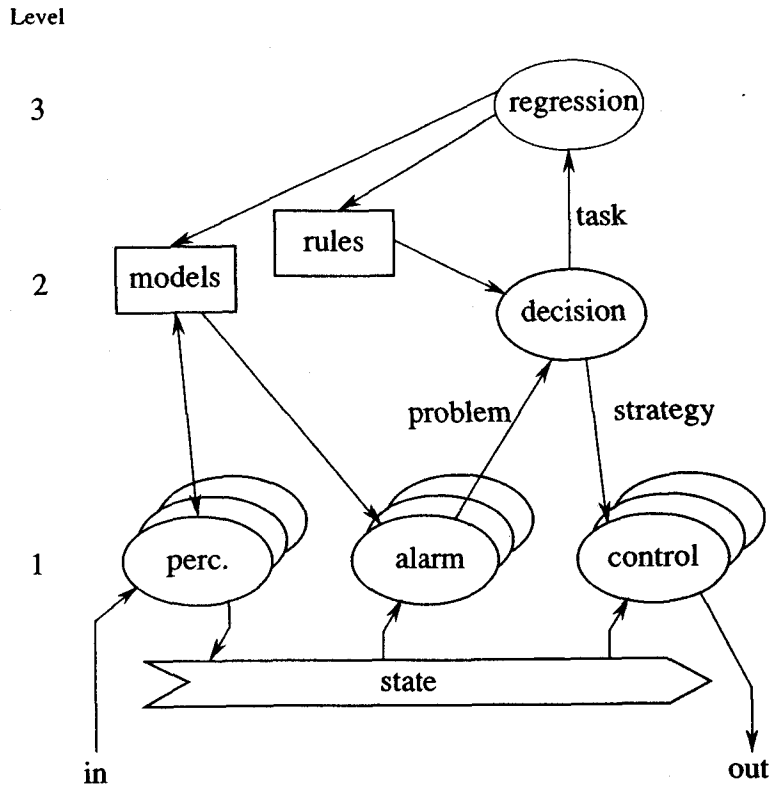 Level
3
regression
task
rules
2
models
decision
problem
strategy
1
perc.
alarm
control
state
in
out